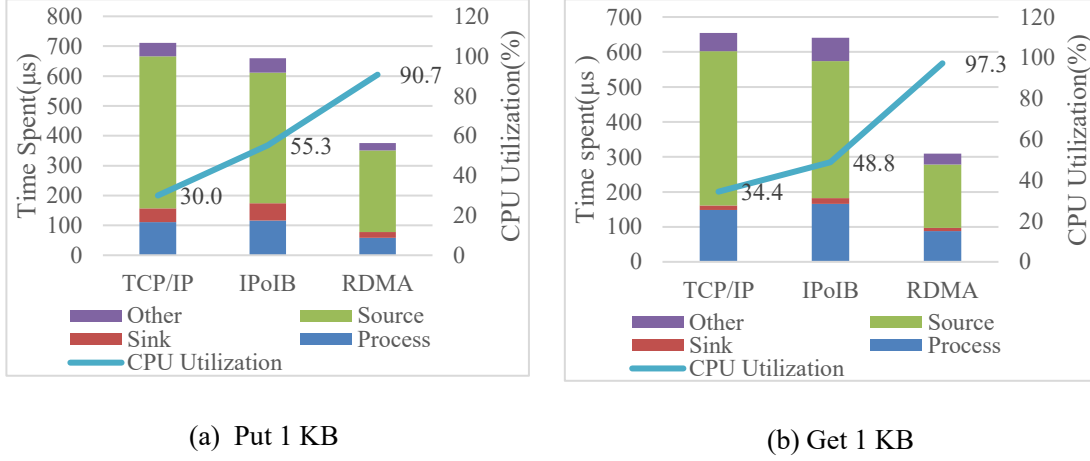 800
700
600
500
400
300
200
100
0
Time Spent(μs)
120
100
80
60
40
20
0
CPU Utilization(%)
30.0
55.3
90.7
TCP/IP IPoIB RDMA
Other Source
Sink Process
CPU Utilization
(a) Put 1 KB
700
600
500
400
300
200
100
0
Time spent(μs)
120
100
80
60
40
20
0
CPU Utilization(%)
34.4
48.8
97.3
TCP/IP IPoIB RDMA
Other Source
Sink Process
CPU Utilization
(b) Get 1 KB